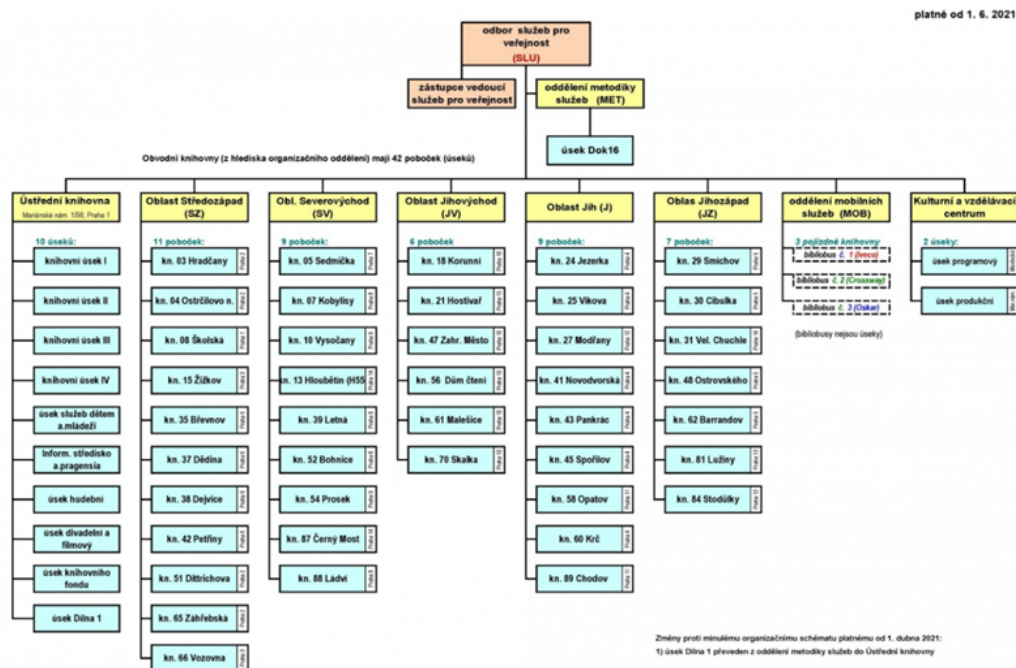 platné od 1. 6. 2021
odbor služeb pro
veřejnost
(SLU)
zástupce vedoucí
služeb pro veřejnost
oddělení metodiky
služeb (MET)
úsek Dok16
Obvodní knihovny (z hlediska organizačního oddělení) mají 42 poboček (úseků)
Ústřední knihovna
Mariánské nám. 1/98, Praha 1
10 úseků:
knihovní úsek I
knihovní úsek II
knihovní úsek III
knihovní úsek IV
úsek služeb dětem
a.mládeži
Inform. středisko
a.pragensia
úsek hudební
úsek divadelní a
filmový
úsek knihovního
fondu
úsek Dílna 1
Oblast Středozápad
(SZ)
11 poboček:
kn. 03 Hradčany
kn. 04 Ostrčilovo n.
kn. 08 Školská
kn. 15 Žižkov
kn. 35 Břevnov
kn. 37 Dědina
kn. 38 Dejvice
kn. 42 Petřiny
kn. 51 Dittrichova
kn. 65 Záhřebská
kn. 66 Vozovna
Obl. Severovýchod
(SV)
9 poboček:
kn. 05 Sedmička
kn. 07 Kobylisy
kn. 10 Vysočany
kn. 13 Hloubětín (H55
kn. 39 Letná
kn. 52 Bohnice
kn. 54 Prosek
kn. 87 Černý Most
kn. 88 Ládví
Oblast Jihovýchod
(JV)
6 poboček
kn. 18 Korunní
kn. 21 Hostivař
kn. 47 Zahr. Město
kn. 56 Dům čtení
kn. 61 Malešice
kn. 70 Skalka
Oblast Jih (J)
9 poboček:
kn. 24 Jezerka
kn. 25 Vikova
kn. 27 Modřany
kn. 41 Novodvorská
kn. 43 Pankrác
kn. 45 Spořilov
kn. 58 Opatov
kn. 60 Krč
kn. 89 Chodov
Oblas Jihozápad
(JZ)
7 poboček:
kn. 29 Smíchov
kn. 30 Cibulka
kn. 31 Vel. Chuchle
kn. 48 Ostrovského
kn. 62 Barrandov
kn. 81 Lužiny
kn. 84 Stodůlky
oddělení mobilních
služeb (MOB)
3 pojízdné knihovny
bibliobus č. 1 (Iveco)
bibliobus č. 2 (Crossway)
bibliobus č. 3 (Oskar)
(bibliobusy nejsou úseky)
Kulturní a vzdělávací
centrum
2 úseky:
úsek programový
úsek produkční
Změny proti minulému organizačnímu schématu platnému od 1. dubna 2021:
1) úsek Dílna 1 převeden z oddělení metodiky služeb do Ústřední knihovny